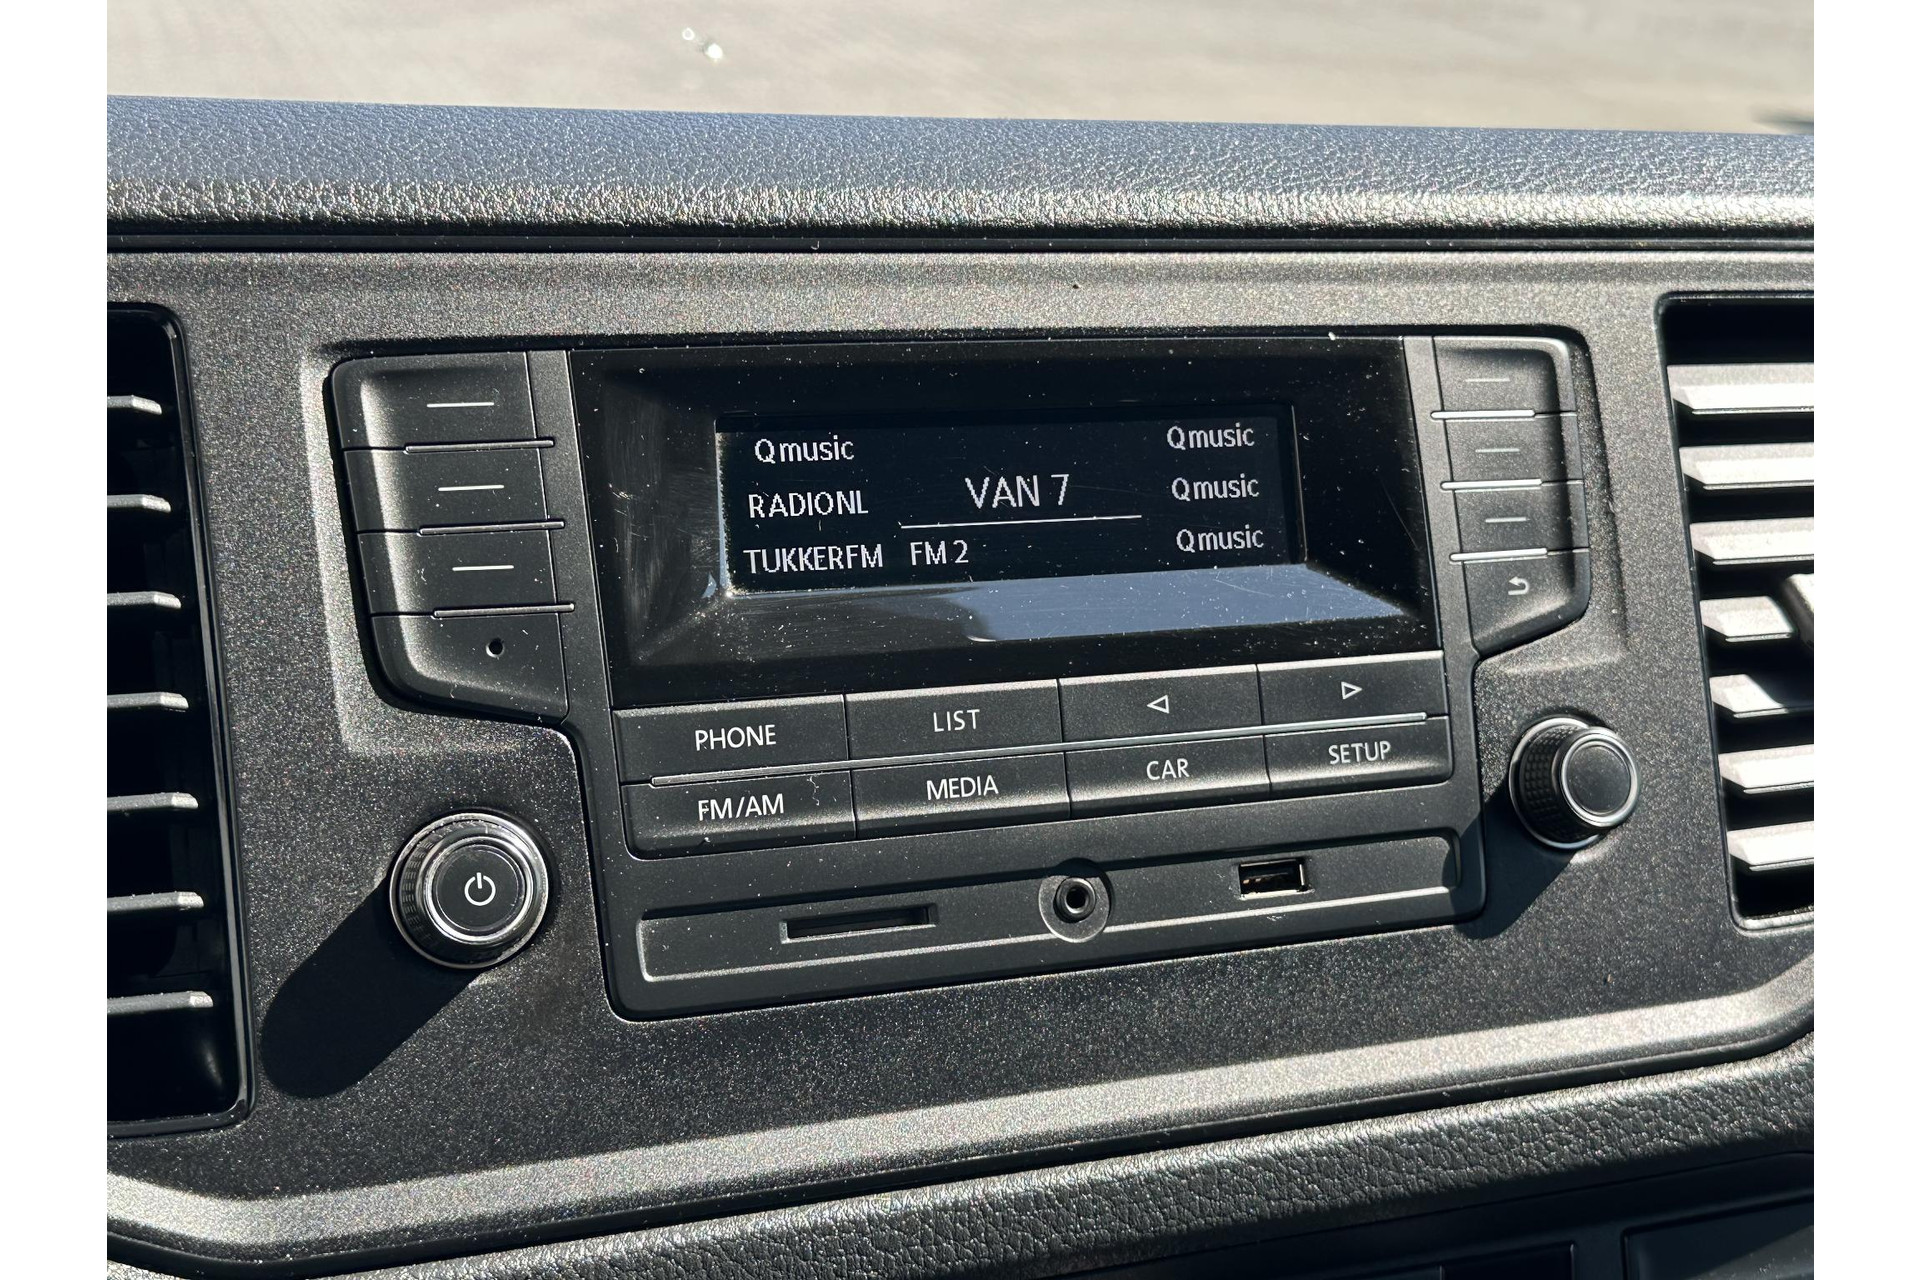 Qmusic
Qmusic
RADIONL
VAN 7
Qmusic
TUKKERFM
FM 2
Qmusic
PHONE
LIST
FM/AM
MEDIA
CAR
SETUP